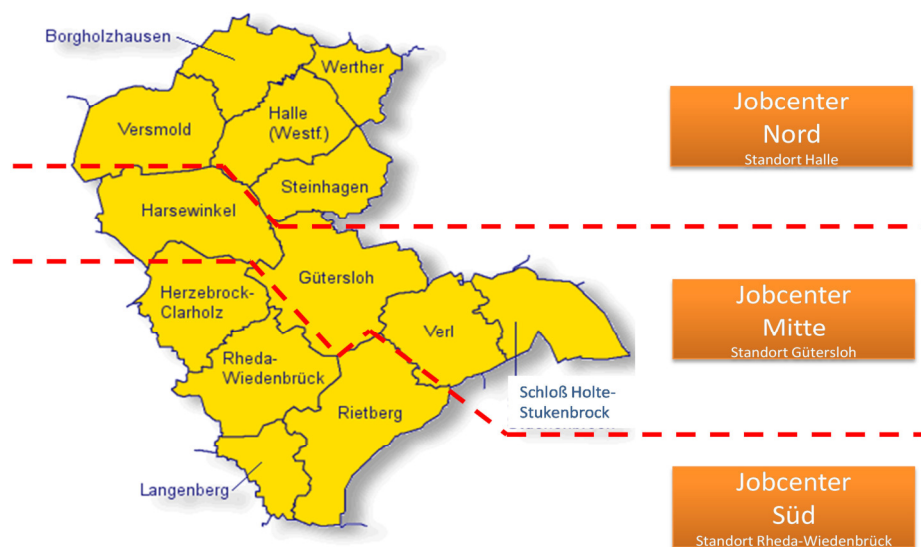 Borgholzhausen
Werther
Versmold
Halle
(Westf.)
Steinhagen
Harsewinkel
Gütersloh
Herzebrock-
Clarholz
Verl
Rheda-
Wiedenbrück
Rietberg
Schloß Holte-
Stukenbrock
Langenberg
Jobcenter
Nord
Standort Halle
Jobcenter
Mitte
Standort Gütersloh
Jobcenter
Süd
Standort Rheda-Wiedenbrück